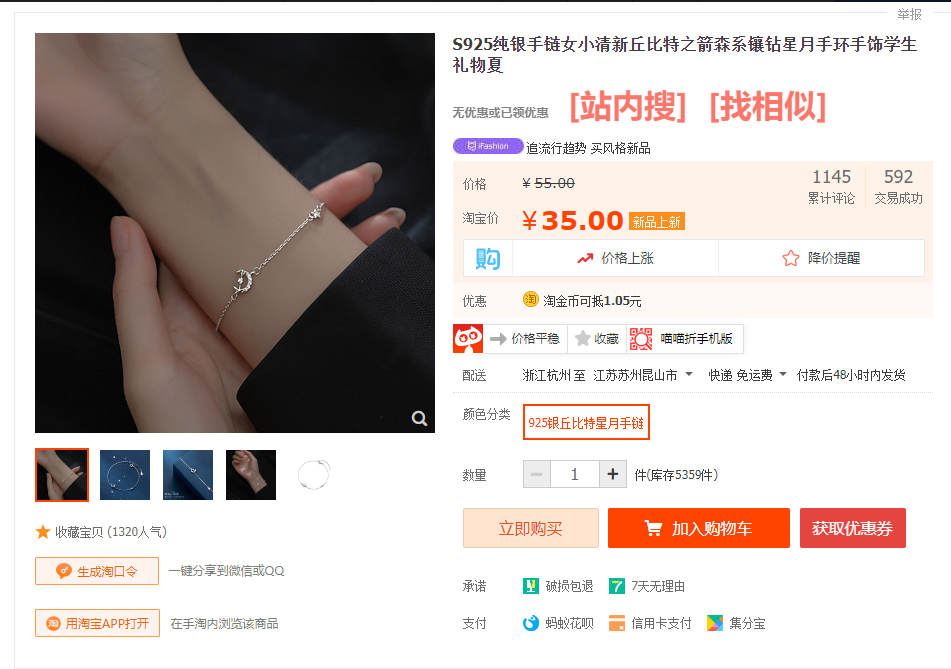 举报
S925纯银手链女小清新丘比特之箭森系镶钻星月手环手饰学生
礼物夏
无优惠或已领优惠 [站内搜] [找相似]
iFashion 追流行趋势 买风格新品
价格 ¥ 55.00
1145 592
累计评论 交易成功
淘宝价 ¥ 35.00 新品上新
购 价格上涨 降价提醒
优惠 淘 淘金币可抵1.05元
价格平稳 收藏 喵喵折手机版
配送 浙江杭州 至 江苏苏州昆山市 快递 免运费 付款后48小时内发货
颜色分类 925银丘比特星月手链
数量 − 1 + 件(库存5359件)
立即购买 加入购物车 获取优惠券
收藏宝贝 (1320人气)
生成淘口令 一键分享到微信或QQ
淘 用淘宝APP打开 在手淘内浏览该商品
承诺 破损包退 7 7天无理由
支付 蚂蚁花呗 信用卡支付 集分宝